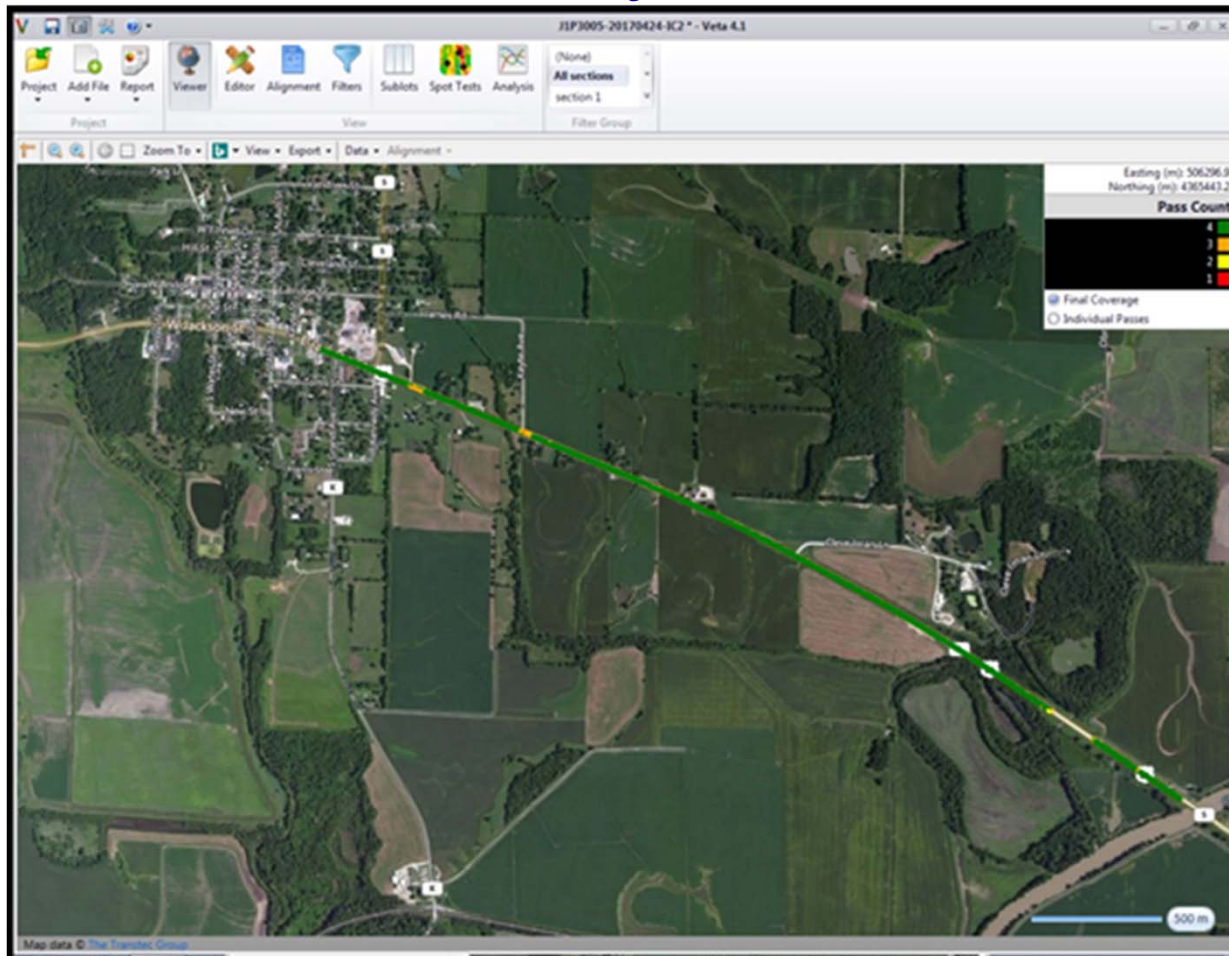 J1P3005-20170424-IC2 * - Veta 4.1
Project
Add File
Report
Viewer
Editor
Alignment
Filters
Sublots
Spot Tests
Analysis
(None)
All sections
section 1
Project
View
Filter Group
Zoom To
View
Export
Data
Alignment
Easting (m): 506296.9
Northing (m): 4365443.2
Pass Count
4
3
2
1
Final Coverage
Individual Passes
W Jackson St
K
K
S
500 m
Map data © The Transtec Group